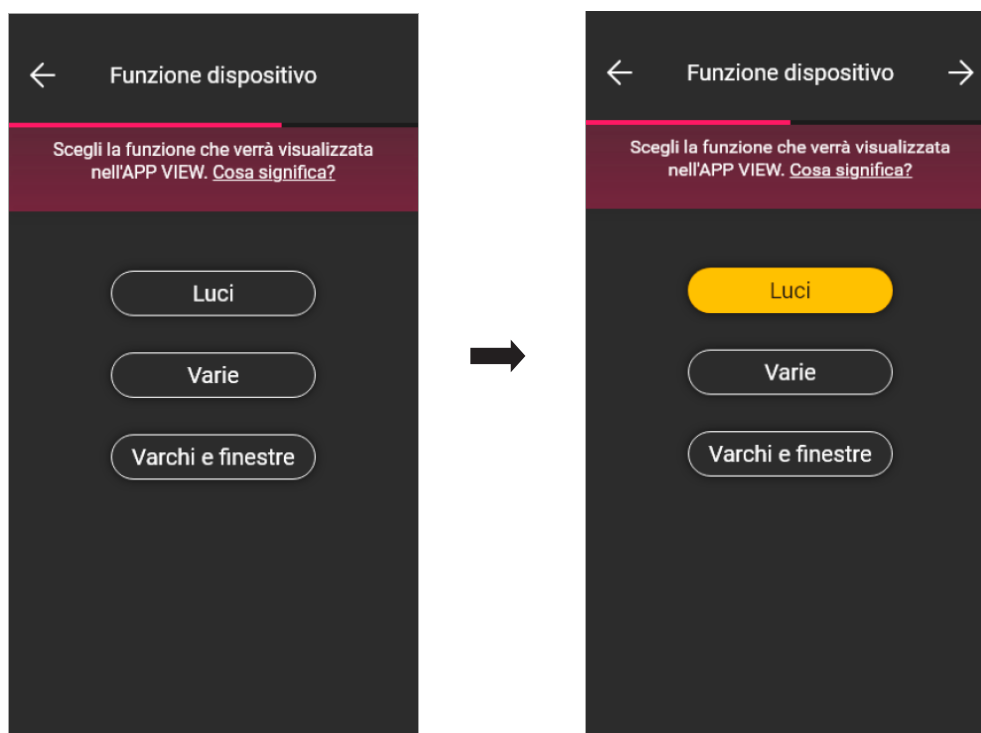 Funzione dispositivo
Scegli la funzione che verrà visualizzata
nell'APP VIEW. Cosa significa?
Luci
Varie
Varchi e finestre
Funzione dispositivo
Scegli la funzione che verrà visualizzata
nell'APP VIEW. Cosa significa?
Luci
Varie
Varchi e finestre